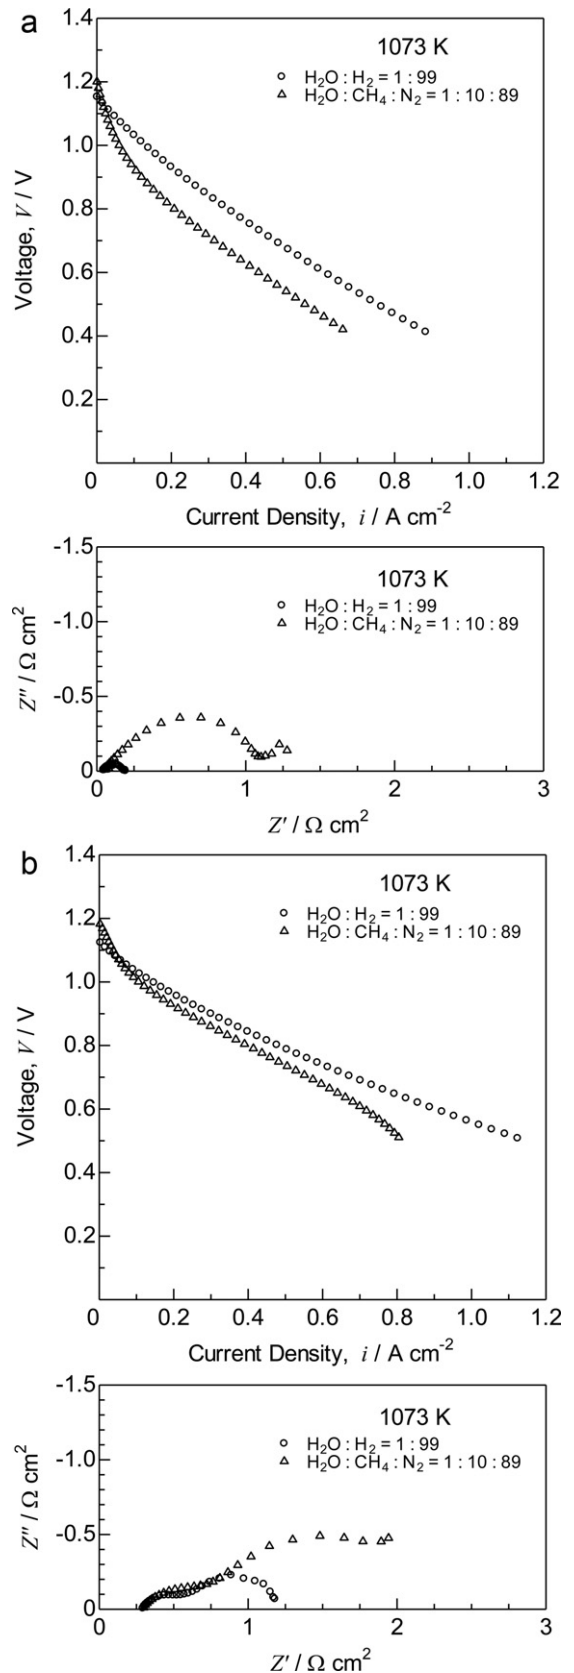 a
1.4
1073 K
○ H₂O : H₂ = 1 : 99
△ H₂O : CH₄ : N₂ = 1 : 10 : 89
1.2
1.0
0.8
0.6
0.4
0.2
Voltage, V / V
0 0.2 0.4 0.6 0.8 1.0 1.2
Current Density, i / A cm⁻²
-1.5
1073 K
○ H₂O : H₂ = 1 : 99
△ H₂O : CH₄ : N₂ = 1 : 10 : 89
-1.0
-0.5
0
Z″ / Ω cm²
0 1 2 3
Z′ / Ω cm²
b
1.4
1073 K
○ H₂O : H₂ = 1 : 99
△ H₂O : CH₄ : N₂ = 1 : 10 : 89
1.2
1.0
0.8
0.6
0.4
0.2
Voltage, V / V
0 0.2 0.4 0.6 0.8 1.0 1.2
Current Density, i / A cm⁻²
-1.5
1073 K
○ H₂O : H₂ = 1 : 99
△ H₂O : CH₄ : N₂ = 1 : 10 : 89
-1.0
-0.5
0
Z″ / Ω cm²
0 1 2 3
Z′ / Ω cm²